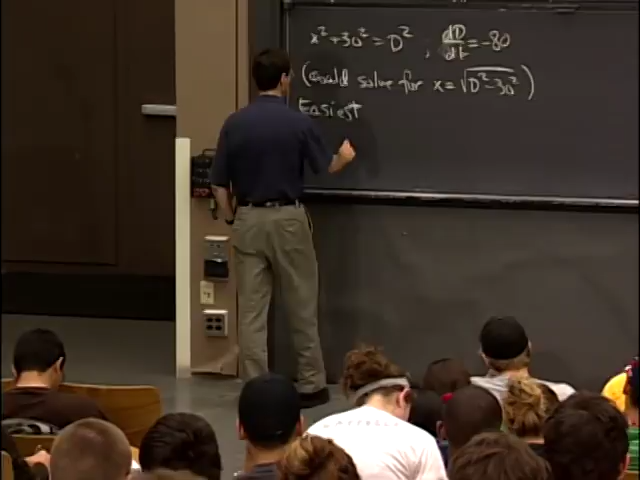 x² + 30² = D² , dD/dt = -80
(Could solve for x = √(D² - 30²))
Easiest